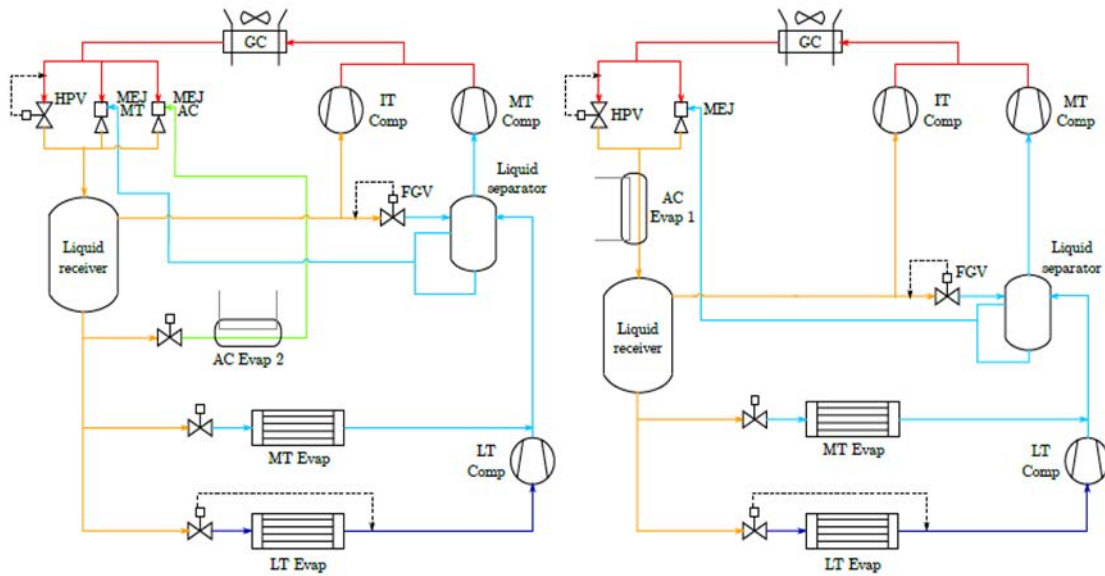 GC
HPV
MEJ
MT
MEJ
AC
IT
Comp
MT
Comp
Liquid
separator
FGV
Liquid
receiver
AC Evap 2
MT Evap
LT
Comp
LT Evap
GC
HPV
MEJ
IT
Comp
MT
Comp
AC
Evap 1
Liquid
separator
FGV
Liquid
receiver
MT Evap
LT
Comp
LT Evap